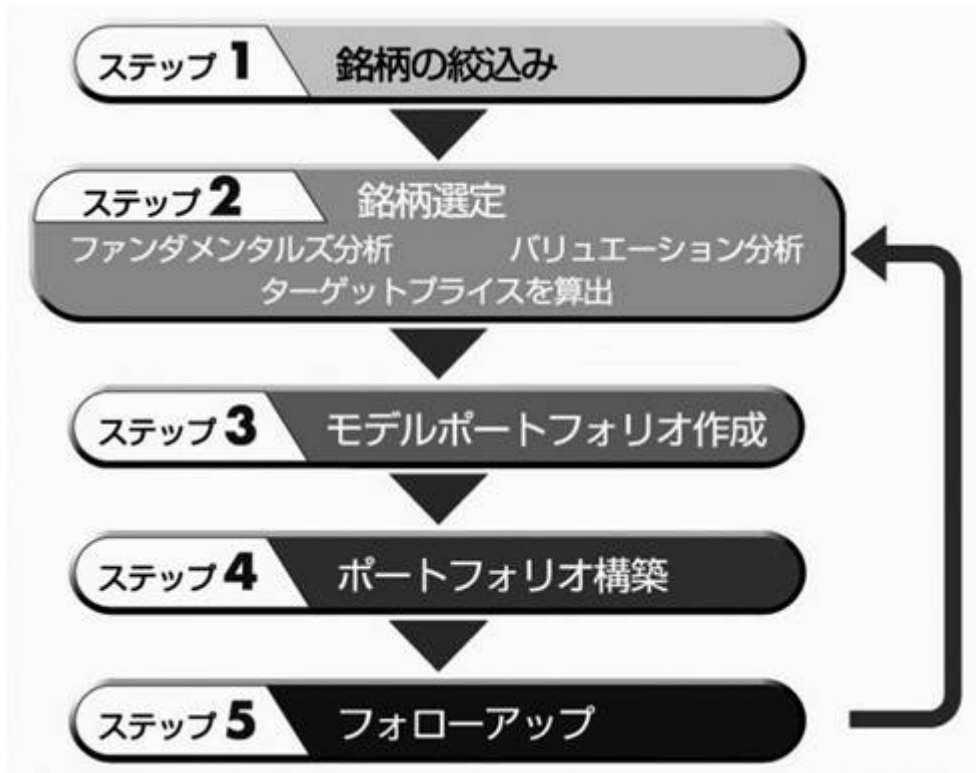 ステップ1 銘柄の絞込み
ステップ2 銘柄選定
ファンダメンタルズ分析 バリュエーション分析
ターゲットプライスを算出
ステップ3 モデルポートフォリオ作成
ステップ4 ポートフォリオ構築
ステップ5 フォローアップ